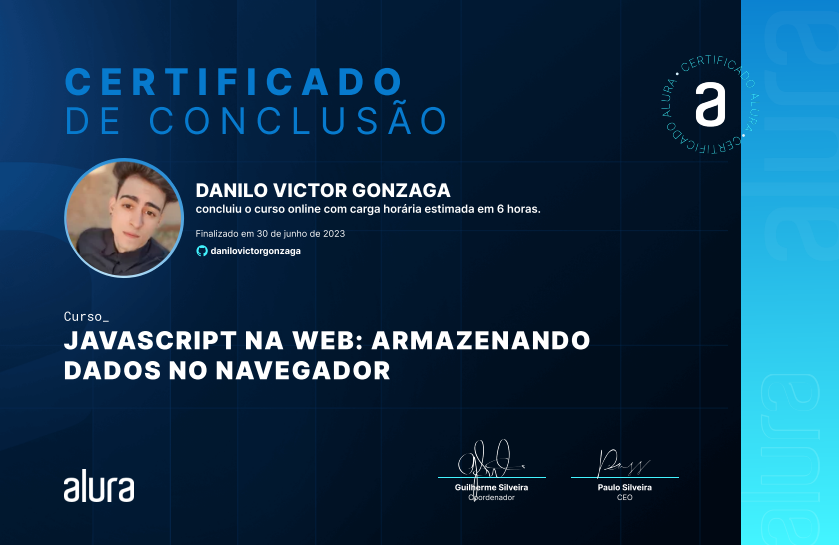 CERTIFICADO
DE CONCLUSÃO
CERTIFICADO ALURA • CERTIFICADO ALURA •
a
DANILO VICTOR GONZAGA
concluiu o curso online com carga horária estimada em 6 horas.
Finalizado em 30 de junho de 2023
danilovictorgonzaga
Curso_
JAVASCRIPT NA WEB: ARMAZENANDO
DADOS NO NAVEGADOR
alura
Guilherme Silveira
Coordenador
Paulo Silveira
CEO
alura
alura